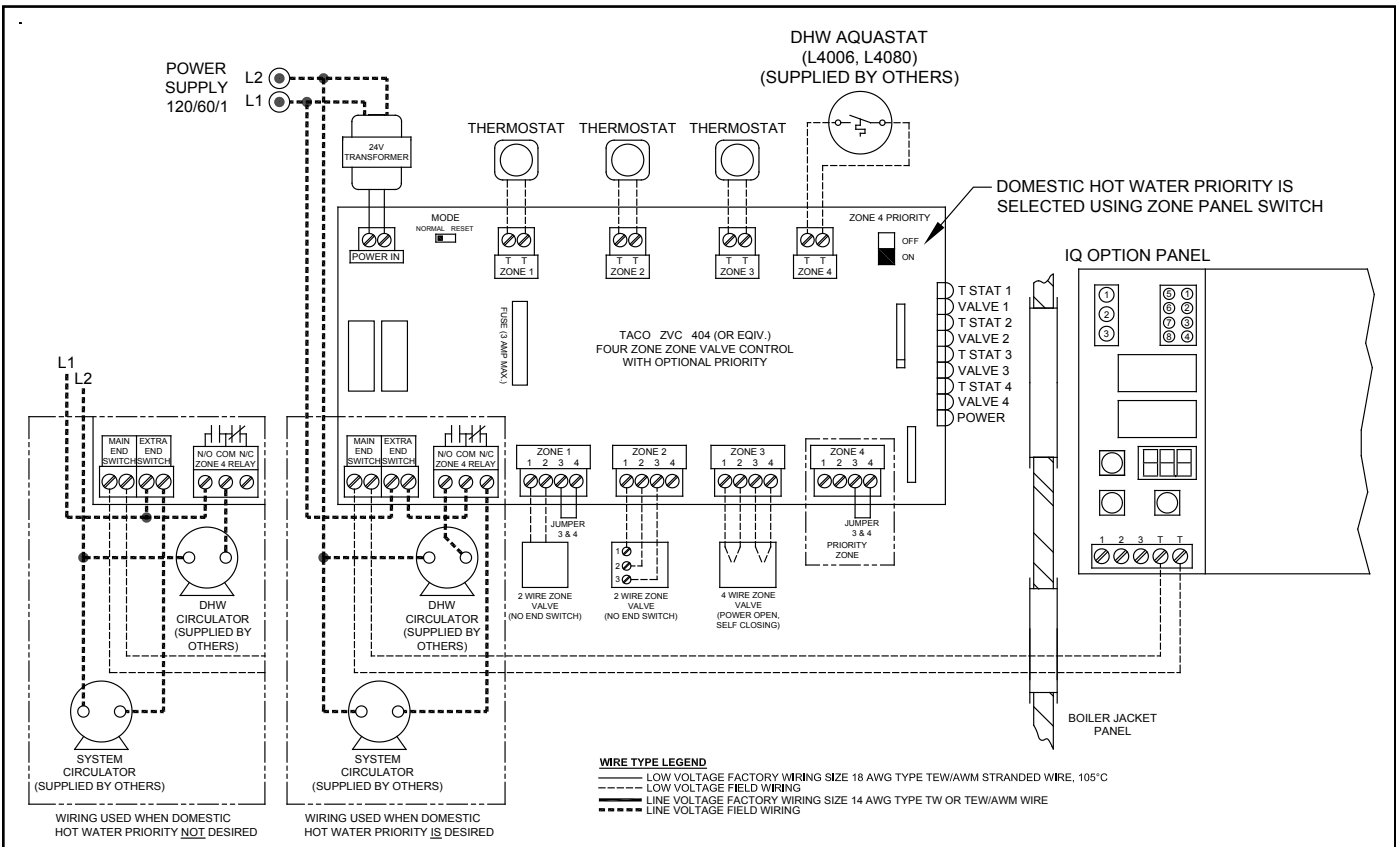 DHW AQUASTAT
(L4006, L4080)
(SUPPLIED BY OTHERS)
POWER
SUPPLY
120/60/1
L2
L1
24V
TRANSFORMER
THERMOSTAT
THERMOSTAT
THERMOSTAT
DOMESTIC HOT WATER PRIORITY IS
SELECTED USING ZONE PANEL SWITCH
MODE
NORMAL RESET
POWER IN
T T
ZONE 1
T T
ZONE 2
T T
ZONE 3
T T
ZONE 4
ZONE 4 PRIORITY
OFF
ON
IQ OPTION PANEL
1
2
3
5 1
6 2
7 3
8 4
FUSE (3 AMP MAX.)
TACO ZVC 404 (OR EQIV.)
FOUR ZONE ZONE VALVE CONTROL
WITH OPTIONAL PRIORITY
T STAT 1
VALVE 1
T STAT 2
VALVE 2
T STAT 3
VALVE 3
T STAT 4
VALVE 4
POWER
L1
L2
MAIN
END
SWITCH
EXTRA
END
SWITCH
N/O COM N/C
ZONE 4 RELAY
MAIN
END
SWITCH
EXTRA
END
SWITCH
N/O COM N/C
ZONE 4 RELAY
ZONE 1
1 2 3 4
ZONE 2
1 2 3 4
ZONE 3
1 2 3 4
ZONE 4
1 2 3 4
JUMPER
3 & 4
JUMPER
3 & 4
PRIORITY
ZONE
1
2
3
2 WIRE ZONE
VALVE
(NO END SWITCH)
2 WIRE ZONE
VALVE
(NO END SWITCH)
4 WIRE ZONE
VALVE
(POWER OPEN,
SELF CLOSING)
1 2 3 T T
DHW
CIRCULATOR
(SUPPLIED BY
OTHERS)
DHW
CIRCULATOR
(SUPPLIED BY
OTHERS)
SYSTEM
CIRCULATOR
(SUPPLIED BY OTHERS)
SYSTEM
CIRCULATOR
(SUPPLIED BY OTHERS)
BOILER JACKET
PANEL
WIRING USED WHEN DOMESTIC
HOT WATER PRIORITY NOT DESIRED
WIRING USED WHEN DOMESTIC
HOT WATER PRIORITY IS DESIRED
WIRE TYPE LEGEND
LOW VOLTAGE FACTORY WIRING SIZE 18 AWG TYPE TEW/AWM STRANDED WIRE, 105°C
LOW VOLTAGE FIELD WIRING
LINE VOLTAGE FACTORY WIRING SIZE 14 AWG TYPE TW OR TEW/AWM WIRE
LINE VOLTAGE FIELD WIRING